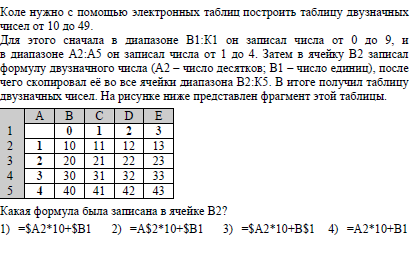 Коле нужно с помощью электронных таблиц построить таблицу двузначных
чисел от 10 до 49.
Для этого сначала в диапазоне B1:K1 он записал числа от 0 до 9, и
в диапазоне A2:A5 он записал числа от 1 до 4. Затем в ячейку B2 записал
формулу двузначного числа (A2 – число десятков; B1 – число единиц), после
чего скопировал её во все ячейки диапазона B2:K5. В итоге получил таблицу
двузначных чисел. На рисунке ниже представлен фрагмент этой таблицы.
A B C D E
1 0 1 2 3
2 1 10 11 12 13
3 2 20 21 22 23
4 3 30 31 32 33
5 4 40 41 42 43
Какая формула была записана в ячейке B2?
1) =$A2*10+$B1 2) =A$2*10+$B1 3) =$A2*10+B$1 4) =A2*10+B1